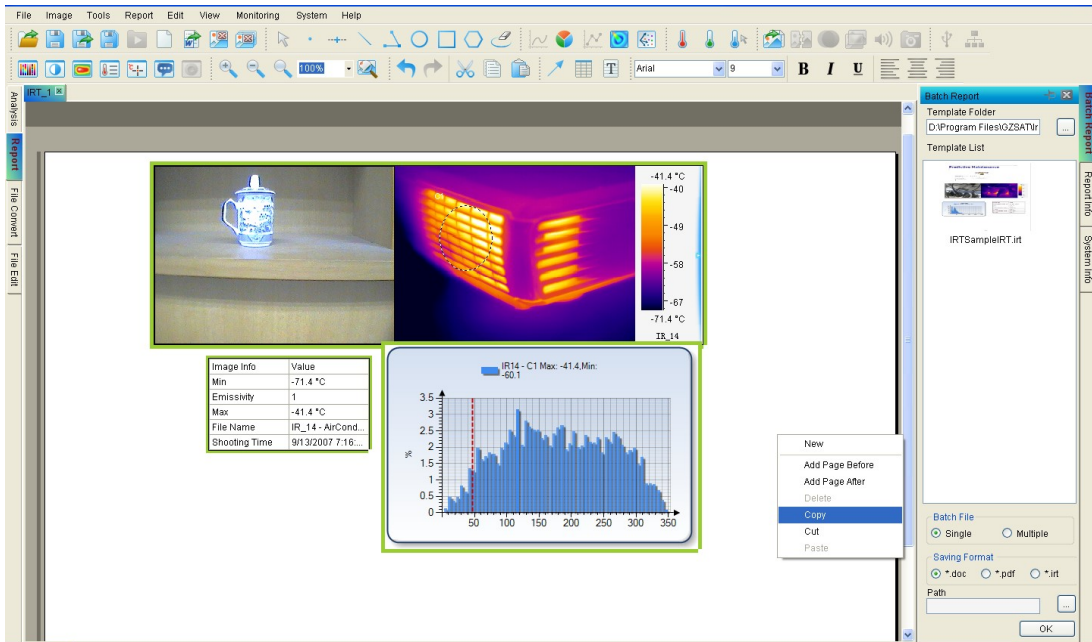 File Image Tools Report Edit View Monitoring System Help
100%
Arial 9 B I U
T
IRT_1
Analysis
Report
File Convert
File Edit
-41.4 °C
-40
-49
-58
-67
-71.4 °C
IR_14
Image Info Value
Min -71.4 °C
Emissivity 1
Max -41.4 °C
File Name IR_14 - AirCond...
Shooting Time 9/13/2007 7:16:...
IR14 - C1 Max: -41.4,Min:
-60.1
3.5
3
2.5
2
1.5
1
0.5
0
%
50 100 150 200 250 300 350
New
Add Page Before
Add Page After
Delete
Copy
Cut
Paste
Batch Report
Template Folder
D:\Program Files\GZSAT\Ir
...
Template List
IRTSampleIRT.irt
Batch File
Single Multiple
Saving Format
*.doc *.pdf *.irt
Path
...
OK
Batch Report
Report Info
System Info